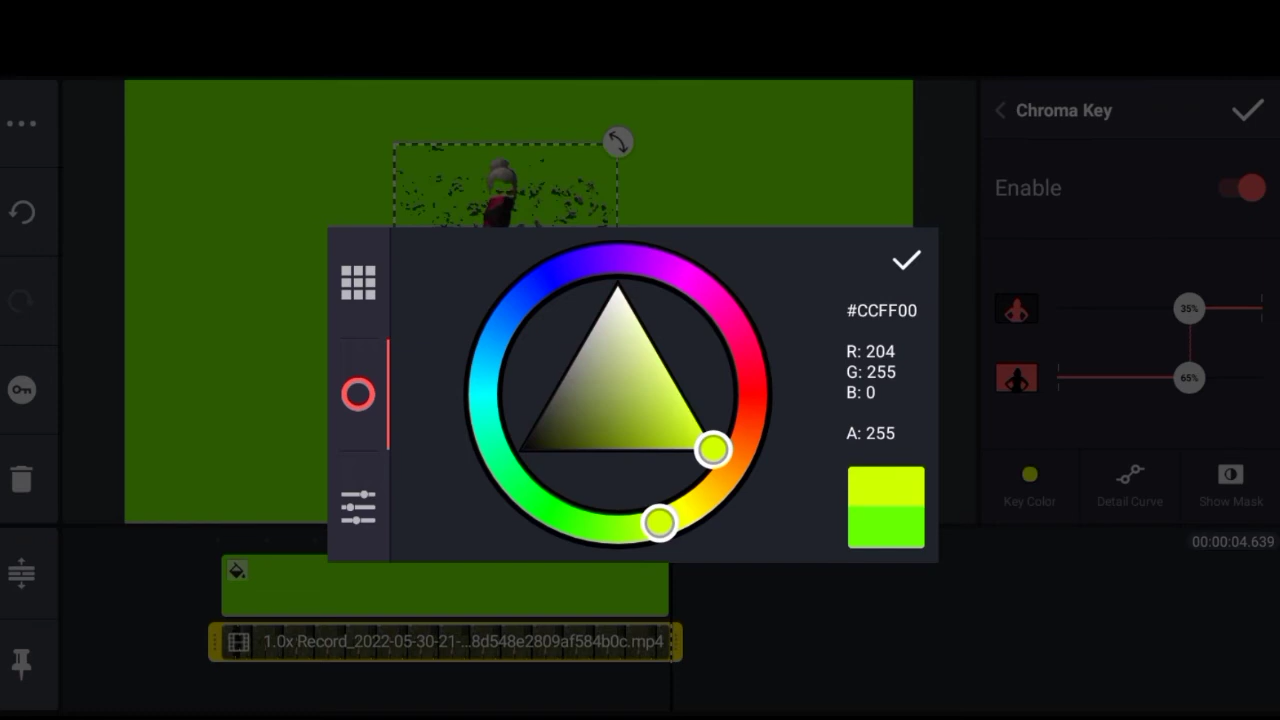 Chroma Key
Enable
#CCFF00
R: 204
G: 255
B: 0
A: 255
35%
65%
Key Color
Detail Curve
Show Mask
00:00:04.639
1.0x Record_2022-05-30-21-...8d548e2809af584b0c.mp4